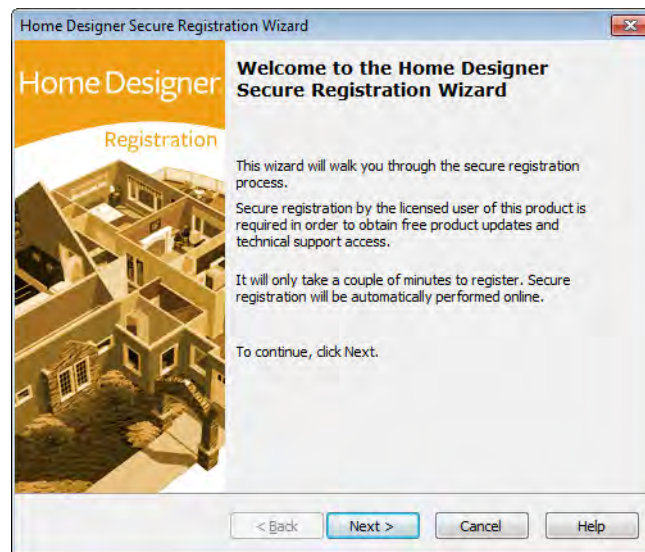 Home Designer Secure Registration Wizard
Home Designer
Registration
Welcome to the Home Designer
Secure Registration Wizard
This wizard will walk you through the secure registration
process.
Secure registration by the licensed user of this product is
required in order to obtain free product updates and
technical support access.
It will only take a couple of minutes to register. Secure
registration will be automatically performed online.
To continue, click Next.
< Back
Next >
Cancel
Help